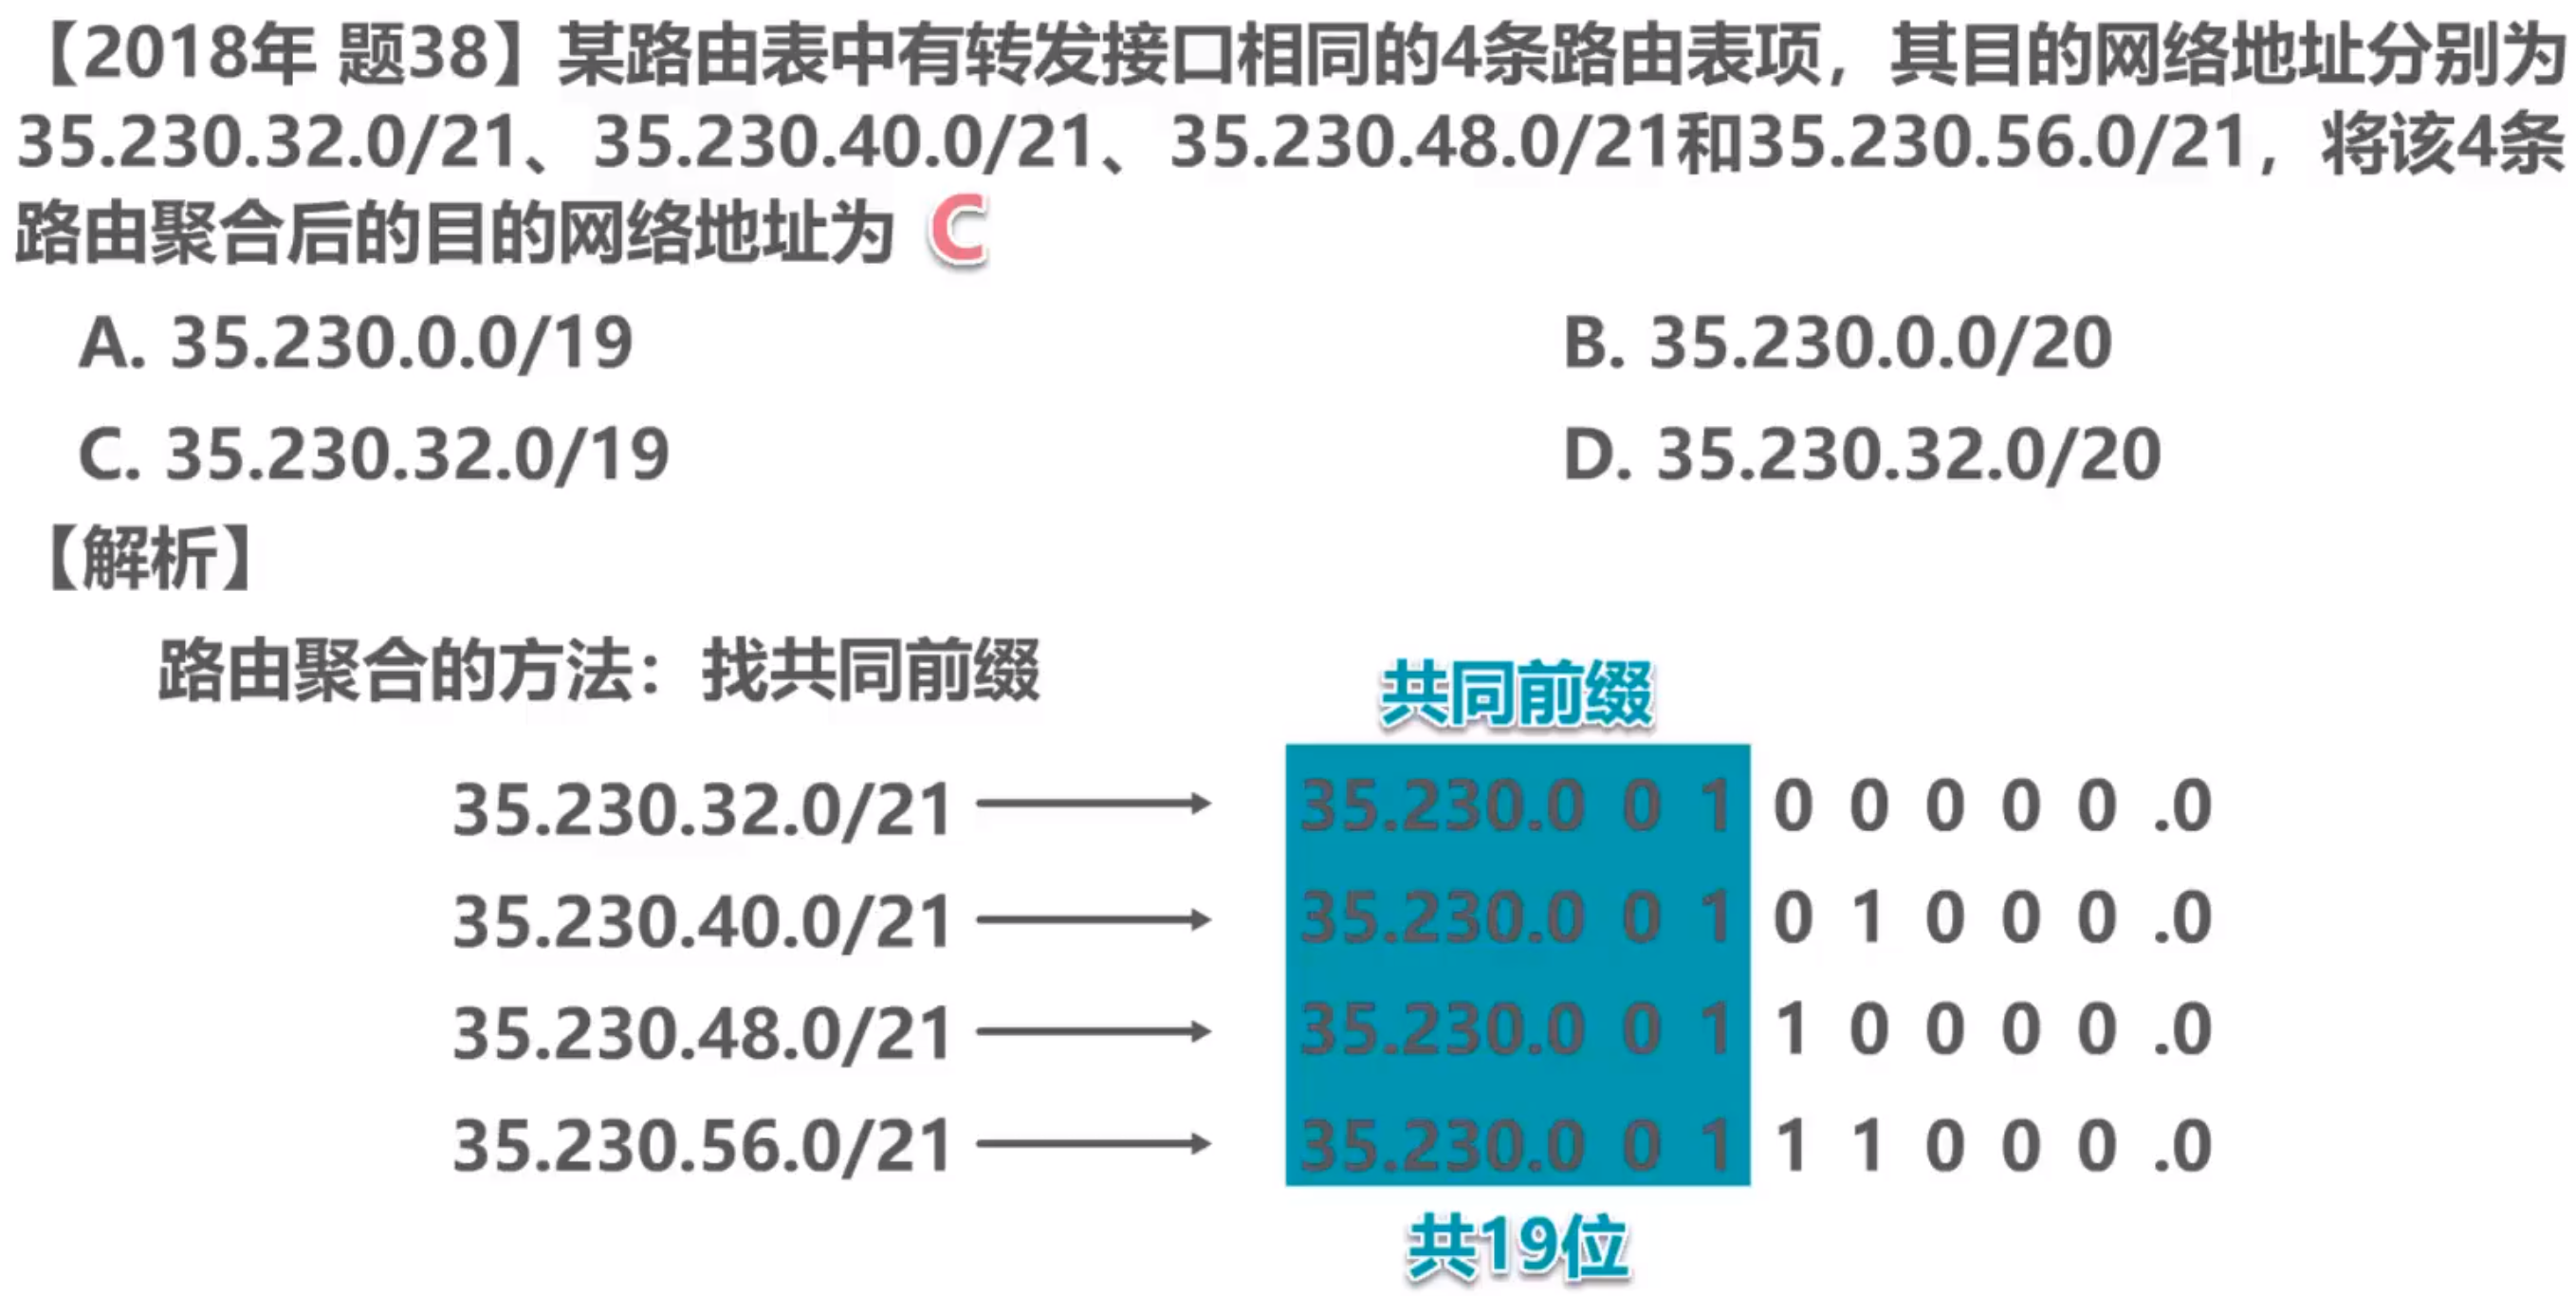 【2018年 题38】某路由表中有转发接口相同的4条路由表项，其目的网络地址分别为
35.230.32.0/21、35.230.40.0/21、35.230.48.0/21和35.230.56.0/21，将该4条
路由聚合后的目的网络地址为 C
A. 35.230.0.0/19 B. 35.230.0.0/20
C. 35.230.32.0/19 D. 35.230.32.0/20
【解析】
路由聚合的方法：找共同前缀
共同前缀
35.230.32.0/21 35.230.0 0 1 0 0 0 0 0 .0
35.230.40.0/21 35.230.0 0 1 0 1 0 0 0 .0
35.230.48.0/21 35.230.0 0 1 1 0 0 0 0 .0
35.230.56.0/21 35.230.0 0 1 1 1 0 0 0 .0
共19位